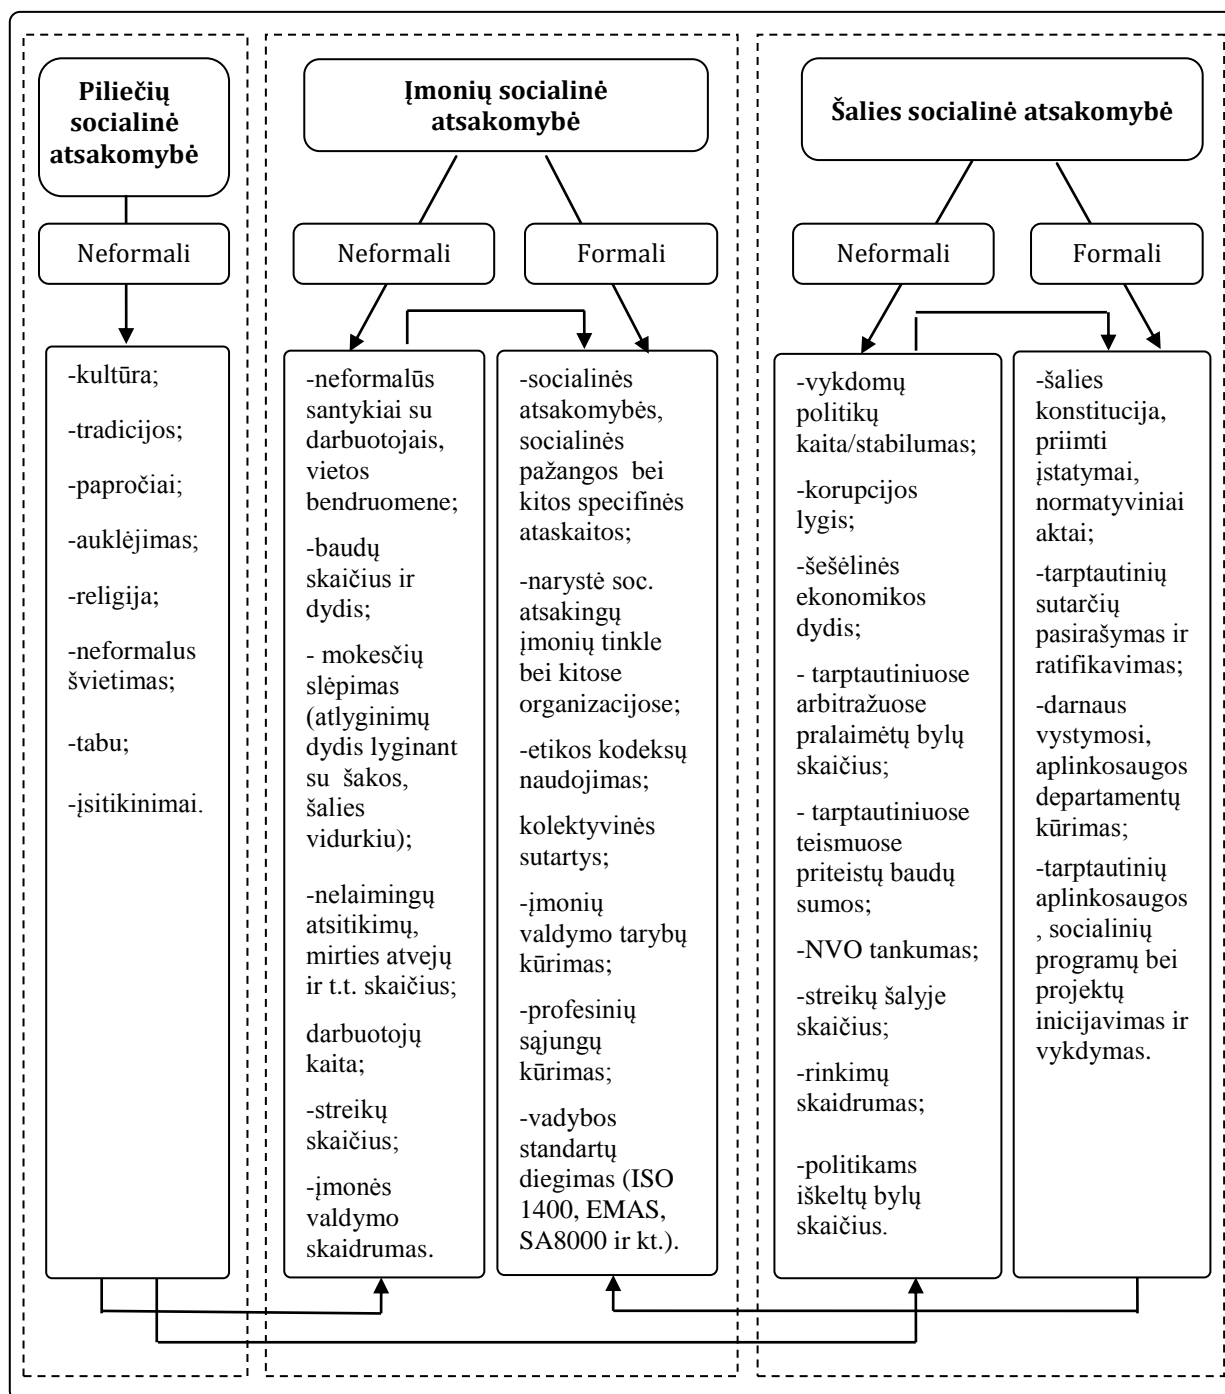 Piliečių
socialinė
atsakomybė
Neformali
-kultūra;
-tradicijos;
-papročiai;
-auklėjimas;
-religija;
-neformalus
švietimas;
-tabu;
-įsitikinimai.
Įmonių socialinė
atsakomybė
Neformali
Formali
-neformalūs
santykiai su
darbuotojais,
vietos
bendruomene;
-baudų
skaičius ir
dydis;
- mokesčių
slėpimas
(atlyginimų
dydis lyginant
su šakos,
šalies
vidurkiu);
-nelaimingų
atsitikimų,
mirties atvejų
ir t.t. skaičius;
darbuotojų
kaita;
-streikų
skaičius;
-įmonės
valdymo
skaidrumas.
-socialinės
atsakomybės,
socialinės
pažangos bei
kitos specifinės
ataskaitos;
-narystė soc.
atsakingų
įmonių tinkle
bei kitose
organizacijose;
-etikos kodeksų
naudojimas;
kolektyvinės
sutartys;
-įmonių
valdymo tarybų
kūrimas;
-profesinių
sąjungų
kūrimas;
-vadybos
standartų
diegimas (ISO
1400, EMAS,
SA8000 ir kt.).
Šalies socialinė atsakomybė
Neformali
Formali
-vykdomų
politikų
kaita/stabilumas;
-korupcijos
lygis;
-šešėlinės
ekonomikos
dydis;
- tarptautiniuose
arbitražuose
pralaimėtų bylų
skaičius;
- tarptautiniuose
teismuose
priteistų baudų
sumos;
-NVO tankumas;
-streikų šalyje
skaičius;
-rinkimų
skaidrumas;
-politikams
iškeltų bylų
skaičius.
-šalies
konstitucija,
priimti
įstatymai,
normatyviniai
aktai;
-tarptautinių
sutarčių
pasirašymas ir
ratifikavimas;
-darnaus
vystymosi,
aplinkosaugos
departamentų
kūrimas;
-tarptautinių
aplinkosaugos
, socialinių
programų bei
projektų
inicijavimas ir
vykdymas.